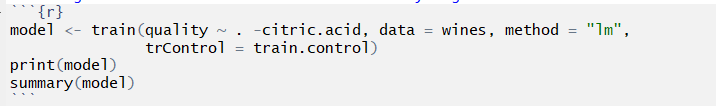 ```{r}
model <- train(quality ~ . -citric.acid, data = wines, method = "lm",
               trControl = train.control)
print(model)
summary(model)
```